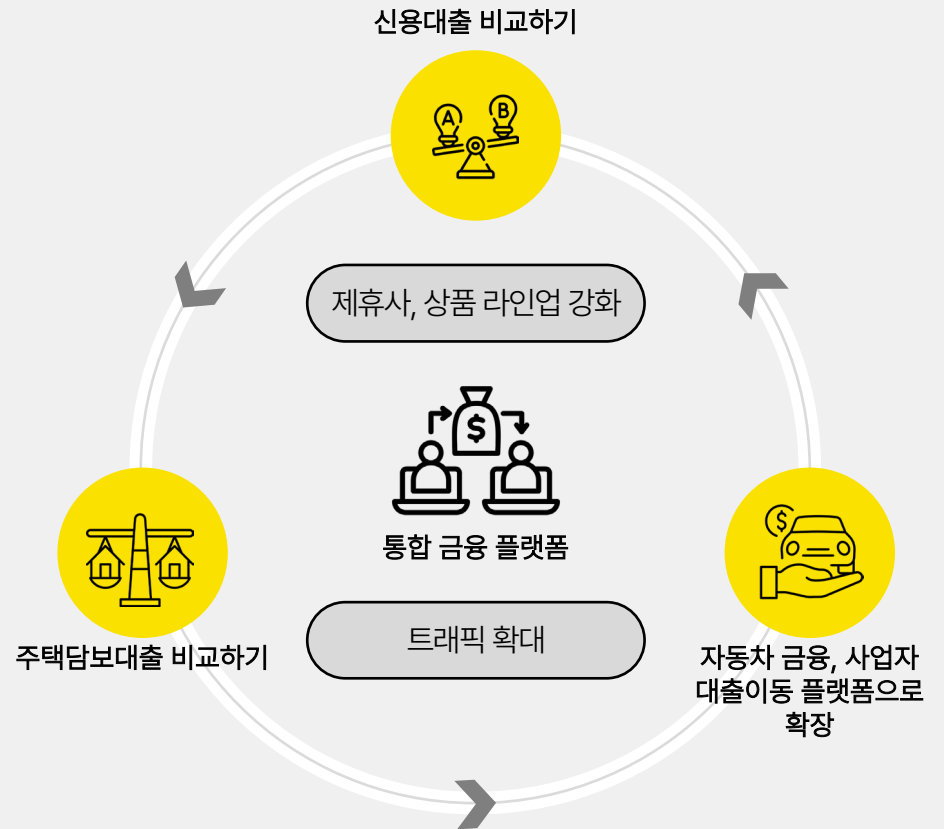 신용대출 비교하기
A
B
제휴사, 상품 라인업 강화
$
통합 금융 플랫폼
$
주택담보대출 비교하기
트래픽 확대
자동차 금융, 사업자
대출이동 플랫폼으로
확장